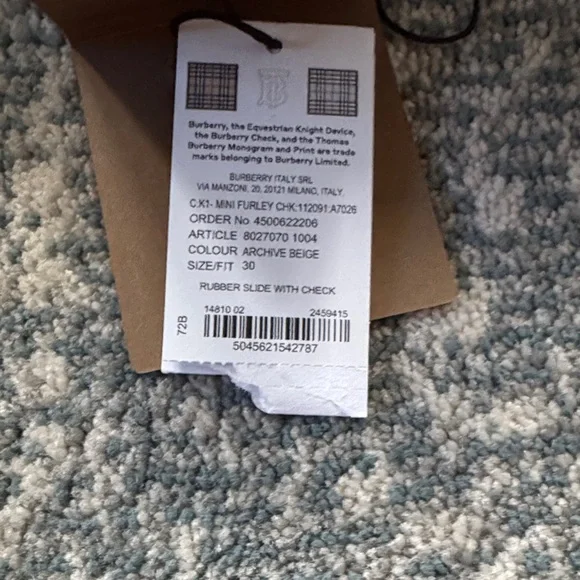 Burberry, the Equestrian Knight Device,
the Burberry Check, and the Thomas
Burberry Monogram and Print are trade
marks belonging to Burberry Limited.
BURBERRY ITALY SRL
VIA MANZONI, 20, 20121 MILANO, ITALY.
C:K1- MINI FURLEY CHK:112091:A7026
ORDER No 4500622206
ARTICLE 8027070 1004
COLOUR ARCHIVE BEIGE
SIZE/FIT 30
RUBBER SLIDE WITH CHECK
14810 02 2459415
72B
5045621542787